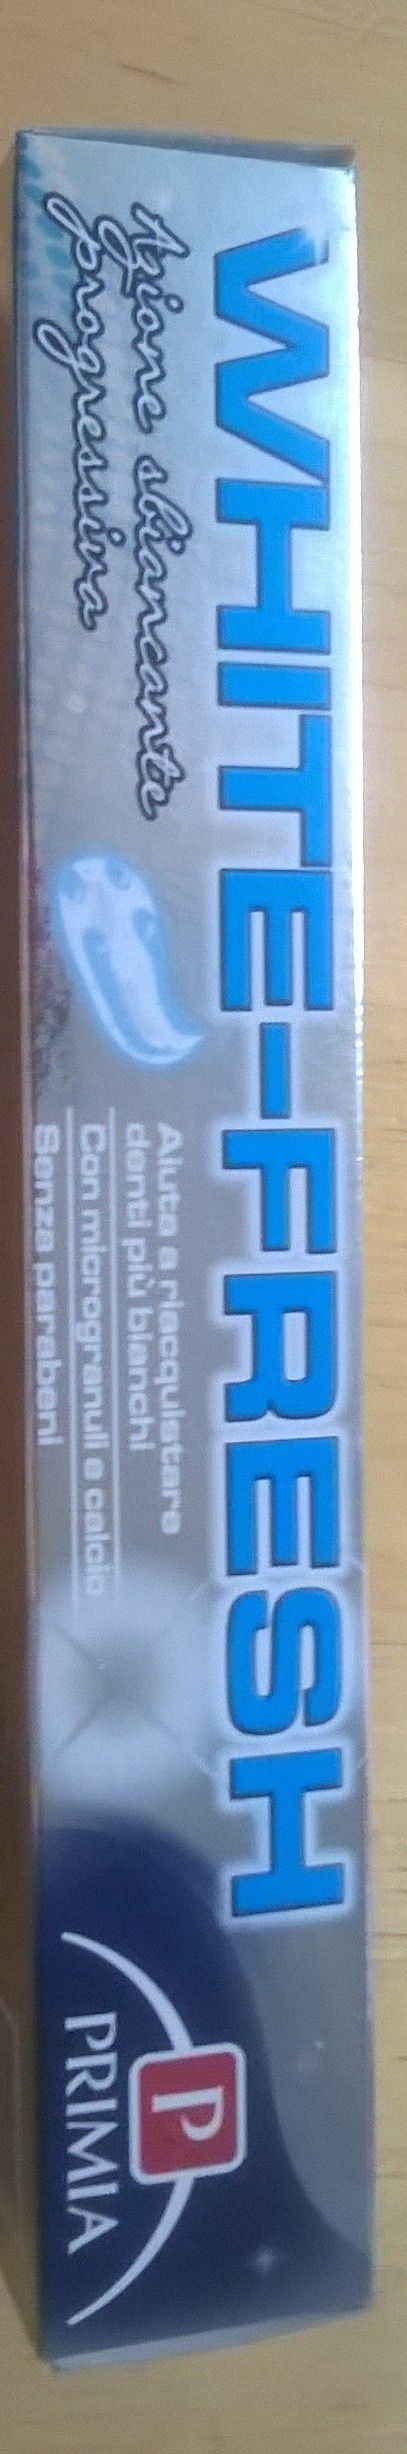 WHITE-FRESH
Azione sbiancante
progressiva
Aiuta a riacquistare
denti più bianchi
Con microgranuli e calcio
Senza parabeni
P
PRIMIA